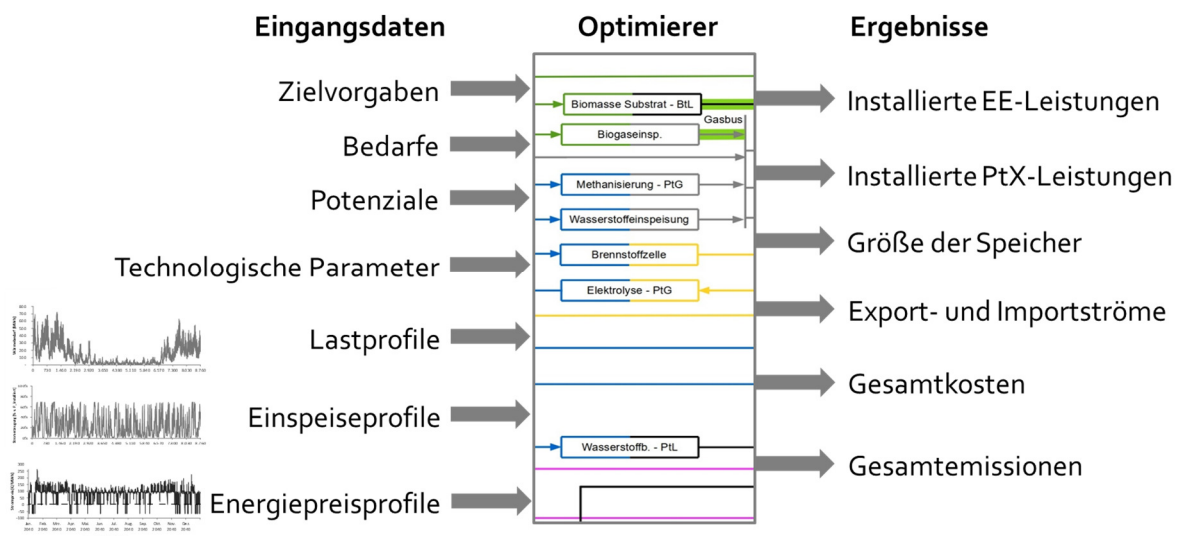 Eingangsdaten
Optimierer
Ergebnisse
Zielvorgaben
Bedarfe
Potenziale
Technologische Parameter
Lastprofile
Einspeiseprofile
Energiepreisprofile
Biomasse Substrat - BtL
Gasbus
Biogaseinsp.
Methanisierung - PtG
Wasserstoffeinspeisung
Brennstoffzelle
Elektrolyse - PtG
Wasserstoffb. - PtL
Installierte EE-Leistungen
Installierte PtX-Leistungen
Größe der Speicher
Export- und Importströme
Gesamtkosten
Gesamtemissionen